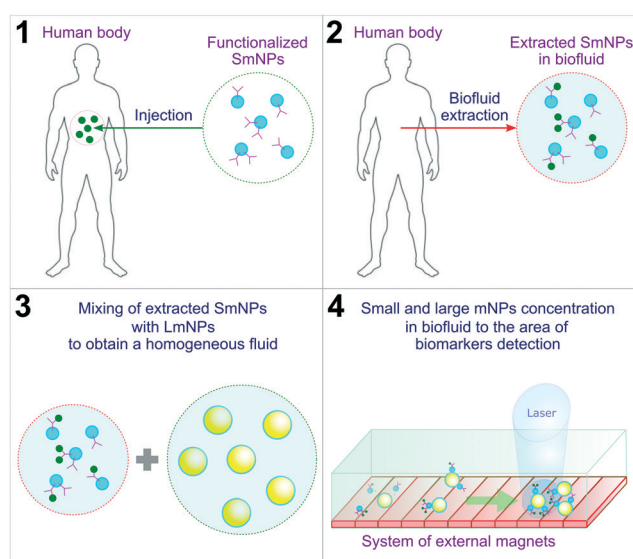 1
Human body
Functionalized
SmNPs
Injection
2
Human body
Extracted SmNPs
in biofluid
Biofluid
extraction
3
Mixing of extracted SmNPs
with LmNPs
to obtain a homogeneous fluid
4
Small and large mNPs concentration
in biofluid to the area of
biomarkers detection
Laser
System of external magnets